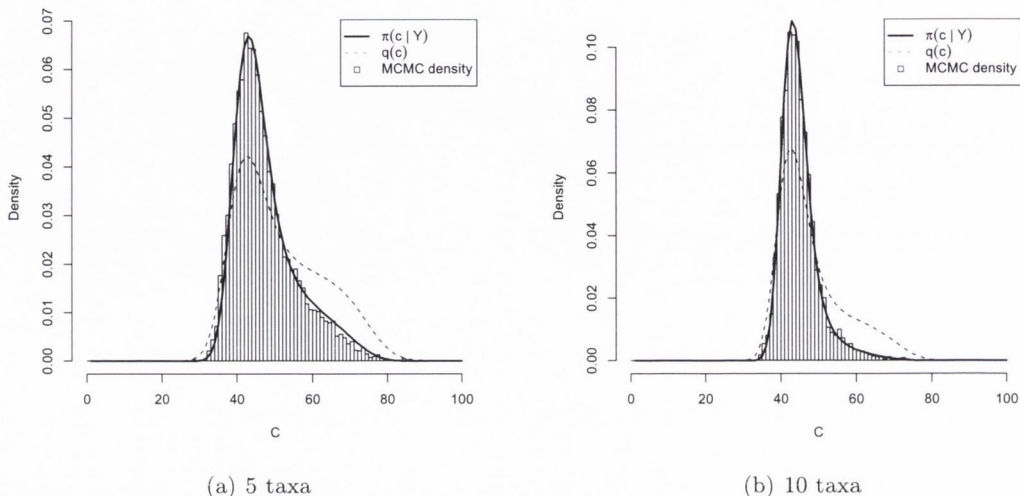 π(c | Y)
q(c)
MCMC density
0.07
0.06
0.05
0.04
0.03
0.02
0.01
0.00
Density
0 20 40 60 80 100
C
(a) 5 taxa
π(c | Y)
q(c)
MCMC density
0.10
0.08
0.06
0.04
0.02
0.00
Density
0 20 40 60 80 100
C
(b) 10 taxa